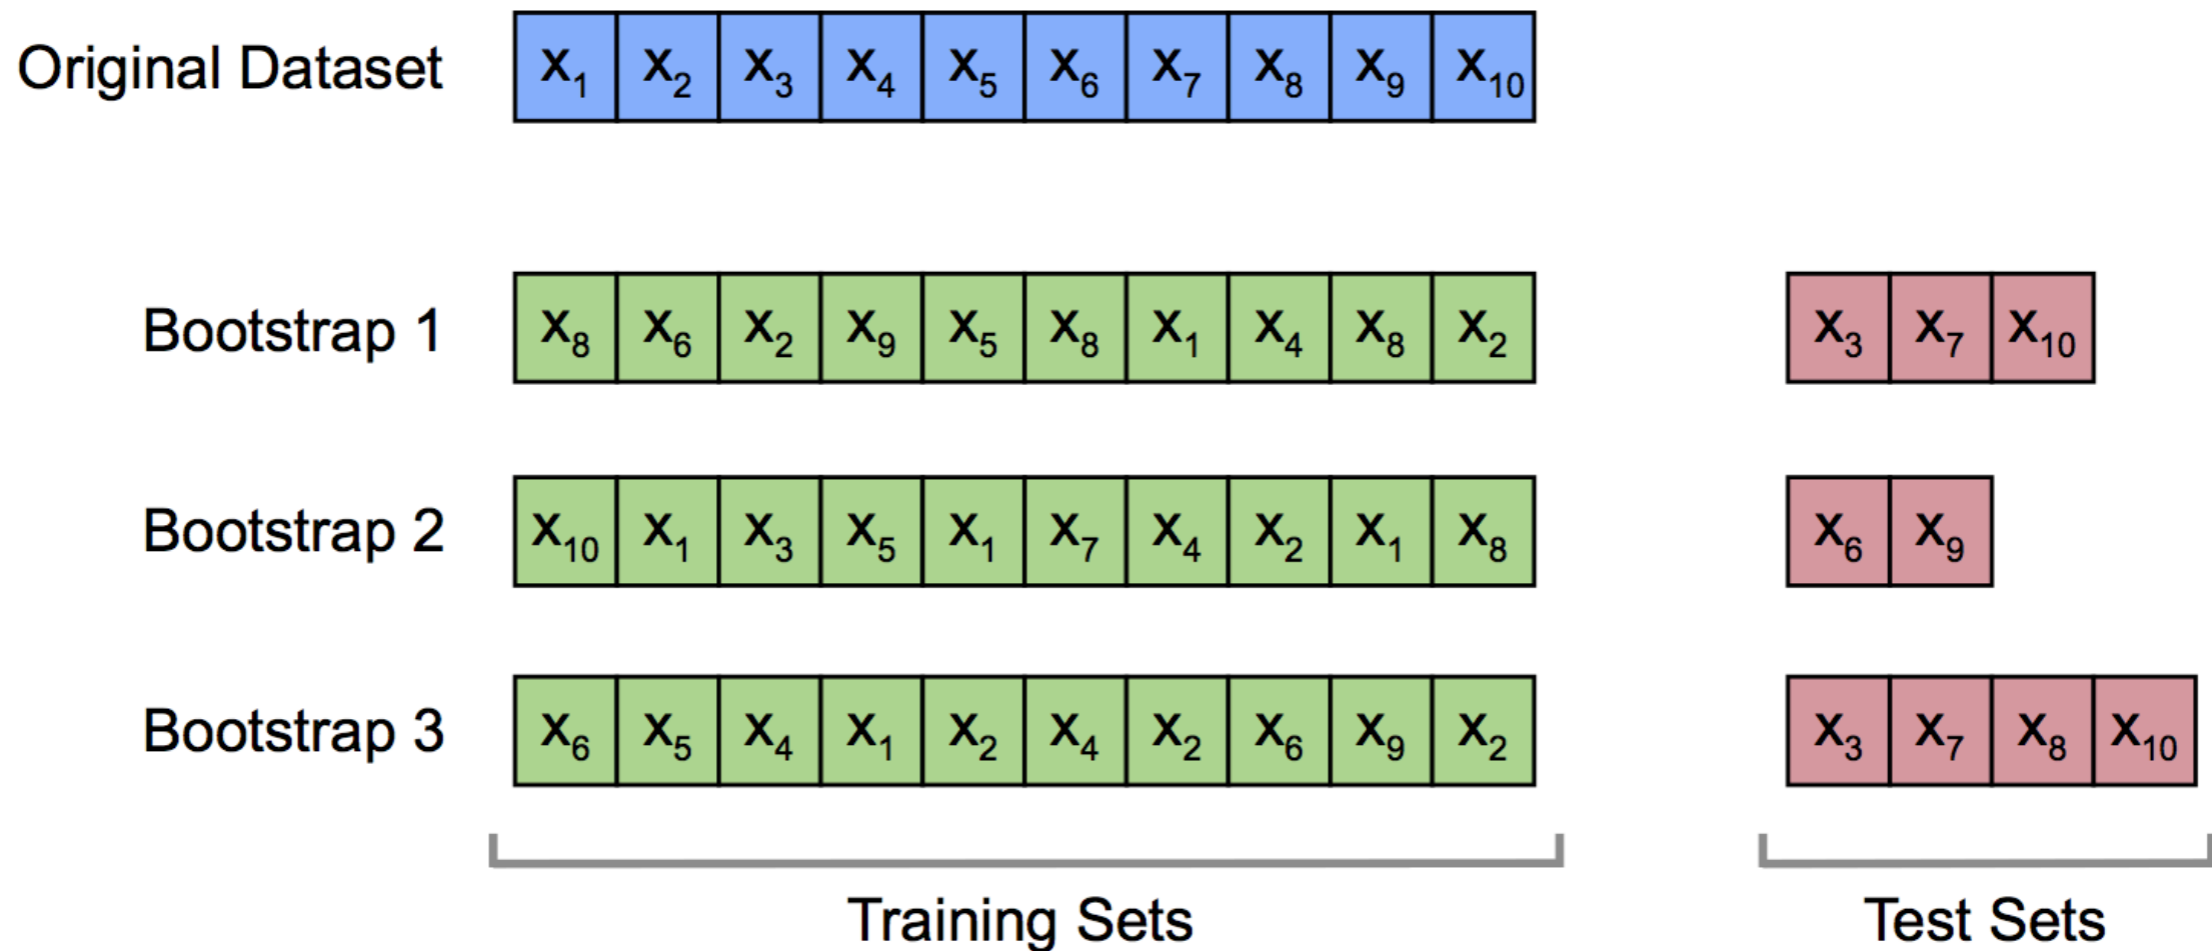 Original Dataset x₁ x₂ x₃ x₄ x₅ x₆ x₇ x₈ x₉ x₁₀
Bootstrap 1 x₈ x₆ x₂ x₉ x₅ x₈ x₁ x₄ x₈ x₂ x₃ x₇ x₁₀
Bootstrap 2 x₁₀ x₁ x₃ x₅ x₁ x₇ x₄ x₂ x₁ x₈ x₆ x₉
Bootstrap 3 x₆ x₅ x₄ x₁ x₂ x₄ x₂ x₆ x₉ x₂ x₃ x₇ x₈ x₁₀
Training Sets Test Sets